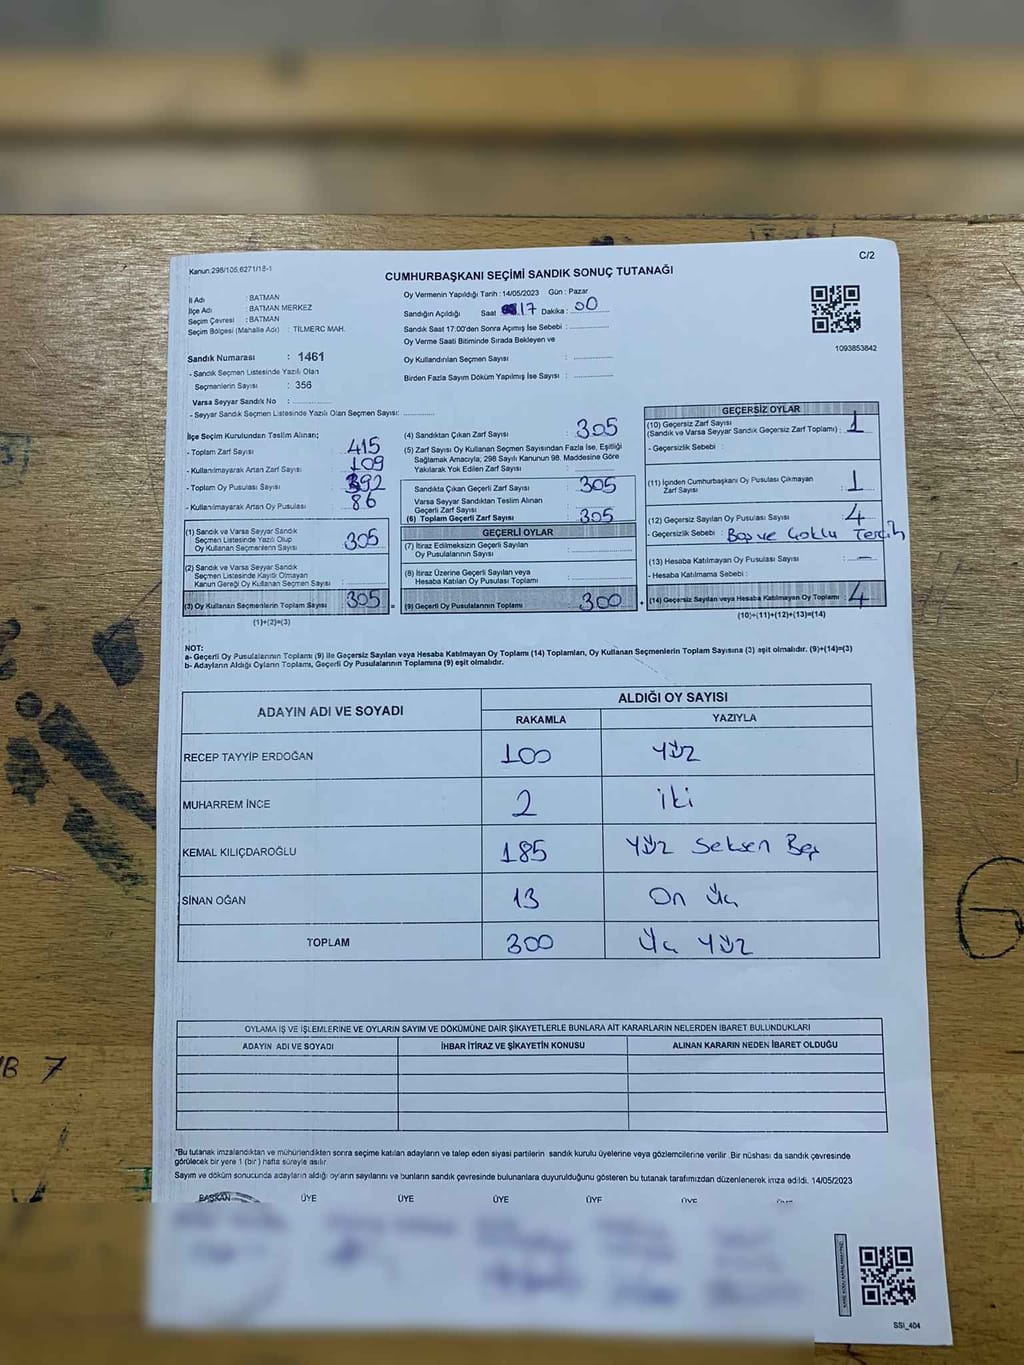 Kanun:298/105,6271/18-1
C/2
CUMHURBAŞKANI SEÇİMİ SANDIK SONUÇ TUTANAĞI
İl Adı : BATMAN
İlçe Adı : BATMAN MERKEZ
Seçim Çevresi : BATMAN
Seçim Bölgesi (Mahalle Adı) : TİLMERC MAH.
Sandık Numarası : 1461
- Sandık Seçmen Listesinde Yazılı Olan
Seçmenlerin Sayısı : 356
Varsa Seyyar Sandık No :
- Seyyar Sandık Seçmen Listesinde Yazılı Olan Seçmen Sayısı:
Oy Vermenin Yapıldığı Tarih : 14/05/2023 Gün : Pazar
Sandığın Açıldığı Saat 17 Dakika : 00
Sandık Saat 17:00'den Sonra Açımış İse Sebebi :
Oy Verme Saati Bitiminde Sırada Bekleyen ve
Oy Kullandırılan Seçmen Sayısı :
Birden Fazla Sayım Döküm Yapılmış İse Sayısı :
1093853842
İlçe Seçim Kurulundan Teslim Alınan;
- Toplam Zarf Sayısı : 415
- Kullanılmayarak Artan Zarf Sayısı : 109
- Toplam Oy Pusulası Sayısı : 392
- Kullanılmayarak Artan Oy Pusulası : 86
(1) Sandık ve Varsa Seyyar Sandık
Seçmen Listesinde Yazılı Olup
Oy Kullanan Seçmenlerin Sayısı : 305
(2) Sandık ve Varsa Seyyar Sandık
Seçmen Listesinde Kayıtlı Olmayan
Kanun Gereği Oy Kullanan Seçmen Sayısı :
(3) Oy Kullanan Seçmenlerin Toplam Sayısı : 305 =
(1)+(2)=(3)
(4) Sandıktan Çıkan Zarf Sayısı : 305
(5) Zarf Sayısı Oy Kullanan Seçmen Sayısından Fazla İse, Eşitliği
Sağlamak Amacıyla, 298 Sayılı Kanunun 98. Maddesine Göre
Yakılarak Yok Edilen Zarf Sayısı :
Sandıkta Çıkan Geçerli Zarf Sayısı : 305
Varsa Seyyar Sandıktan Teslim Alınan
Geçerli Zarf Sayısı :
(6) Toplam Geçerli Zarf Sayısı : 305
GEÇERLİ OYLAR
(7) İtiraz Edilmeksizin Geçerli Sayılan
Oy Pusulasının Sayısı :
(8) İtiraz Üzerine Geçerli Sayılan veya
Hesaba Katılan Oy Pusulası Toplamı :
(9) Geçerli Oy Pusulalarının Toplamı : 300 +
GEÇERSİZ OYLAR
(10) Geçersiz Zarf Sayısı
(Sandık ve Varsa Seyyar Sandık Geçersiz Zarf Toplamı) : 1
- Geçersizlik Sebebi :
(11) İçinden Cumhurbaşkanı Oy Pusulası Çıkmayan
Zarf Sayısı : 1
(12) Geçersiz Sayılan Oy Pusulası Sayısı : 4
- Geçersizlik Sebebi : Boş ve Çoklu Tercih
(13) Hesaba Katılmayan Oy Pusulası Sayısı : —
- Hesaba Katılmama Sebebi :
(14) Geçersiz Sayılan veya Hesaba Katılmayan Oy Toplamı : 4
(10)+(11)+(12)+(13)=(14)
NOT:
a- Geçerli Oy Pusulalarının Toplamı (9) ile Geçersiz Sayılan veya Hesaba Katılmayan Oy Toplamı (14) Toplamları, Oy Kullanan Seçmenlerin Toplam Sayısına (3) eşit olmalıdır. (9)+(14)=(3)
b- Adayların Aldığı Oyların Toplamı, Geçerli Oy Pusulalarının Toplamına (9) eşit olmalıdır.
ADAYIN ADI VE SOYADI
ALDIĞI OY SAYISI
RAKAMLA YAZIYLA
RECEP TAYYİP ERDOĞAN 100 Yüz
MUHARREM İNCE 2 iki
KEMAL KILIÇDAROĞLU 185 Yüz Seksen Beş
SİNAN OĞAN 13 On Üç
TOPLAM 300 Üç Yüz
OYLAMA İŞ VE İŞLEMLERİNE VE OYLARIN SAYIM VE DÖKÜMÜNE DAİR ŞİKAYETLERLE BUNLARA AİT KARARLARIN NELERDEN İBARET BULUNDUKLARI
ADAYIN ADI VE SOYADI İHBAR İTİRAZ VE ŞİKAYETİN KONUSU ALINAN KARARIN NEDEN İBARET OLDUĞU
B 7
*Bu tutanak imzalandıktan ve mühürlendikten sonra seçime katılan adayların ve talep eden siyasi partilerin sandık kurulu üyelerine veya gözlemcilerine verilir. Bir nüshası da sandık çevresinde
görülecek bir yere 1 (bir) hafta süreyle asılır.
Sayım ve döküm sonucunda adayların aldığı oyların sayılarını ve bunların sandık çevresinde bulunanlara duyurulduğunu gösteren bu tutanak tarafımızdan düzenlenerek imza edildi. 14/05/2023
BAŞKAN ÜYE ÜYE ÜYE ÜYE ÜYE ÜYE
SSI_404